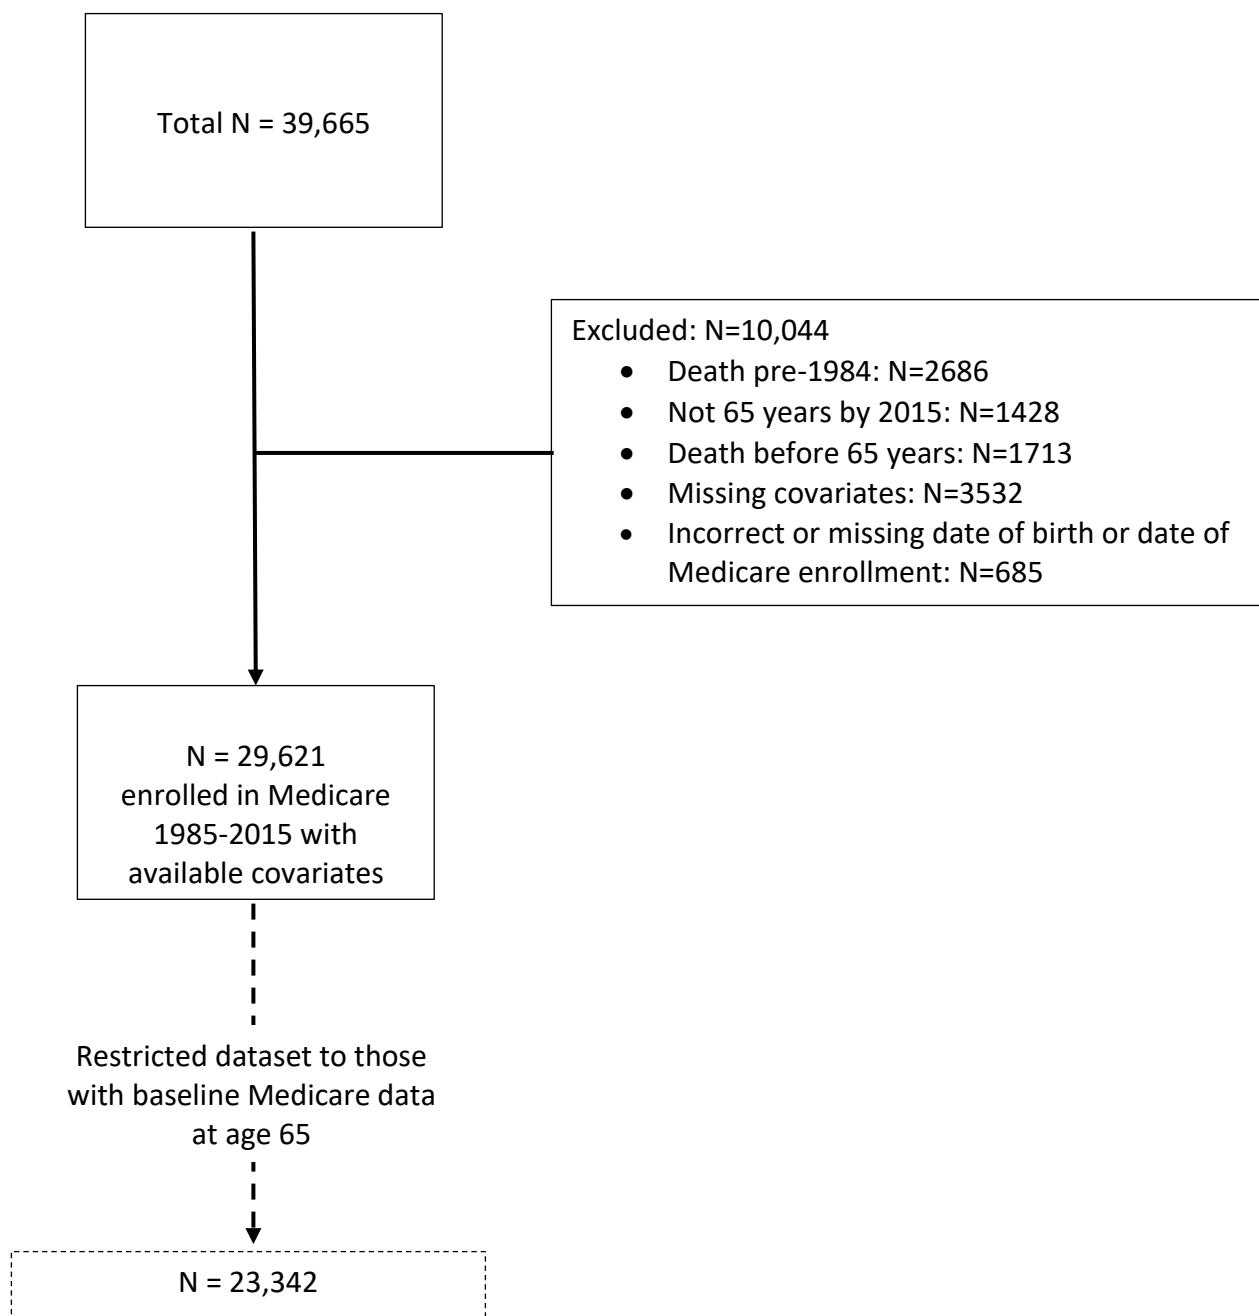 Total N = 39,665
Excluded: N=10,044
• Death pre-1984: N=2686
• Not 65 years by 2015: N=1428
• Death before 65 years: N=1713
• Missing covariates: N=3532
• Incorrect or missing date of birth or date of
Medicare enrollment: N=685
N = 29,621
enrolled in Medicare
1985-2015 with
available covariates
Restricted dataset to those
with baseline Medicare data
at age 65
N = 23,342